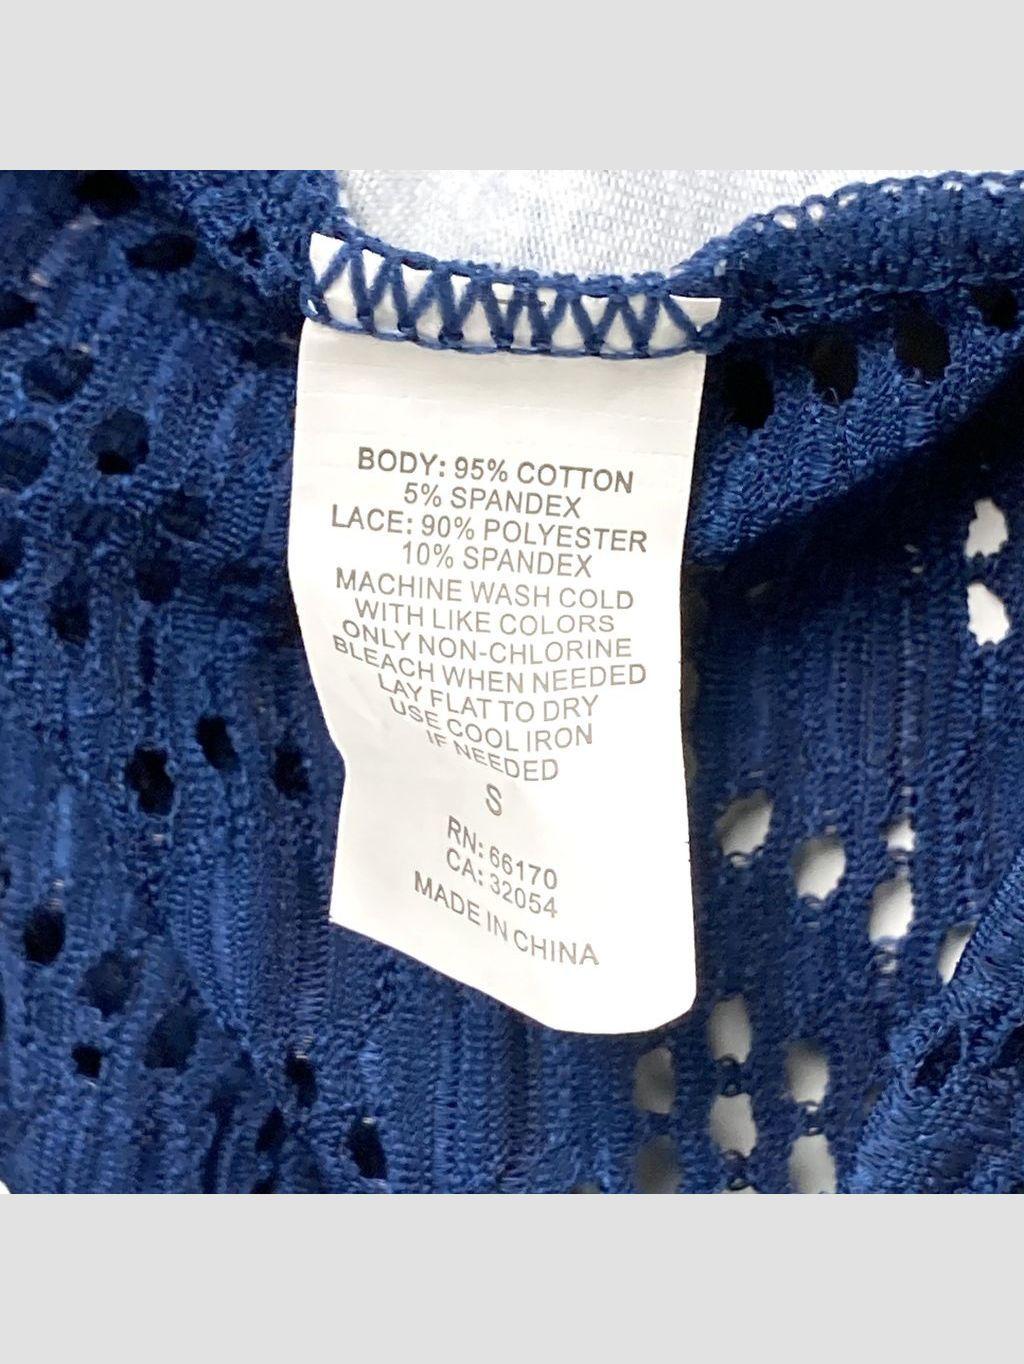 BODY: 95% COTTON
5% SPANDEX
LACE: 90% POLYESTER
10% SPANDEX
MACHINE WASH COLD
WITH LIKE COLORS
ONLY NON-CHLORINE
BLEACH WHEN NEEDED
LAY FLAT TO DRY
USE COOL IRON
IF NEEDED
S
RN: 66170
CA: 32054
MADE IN CHINA